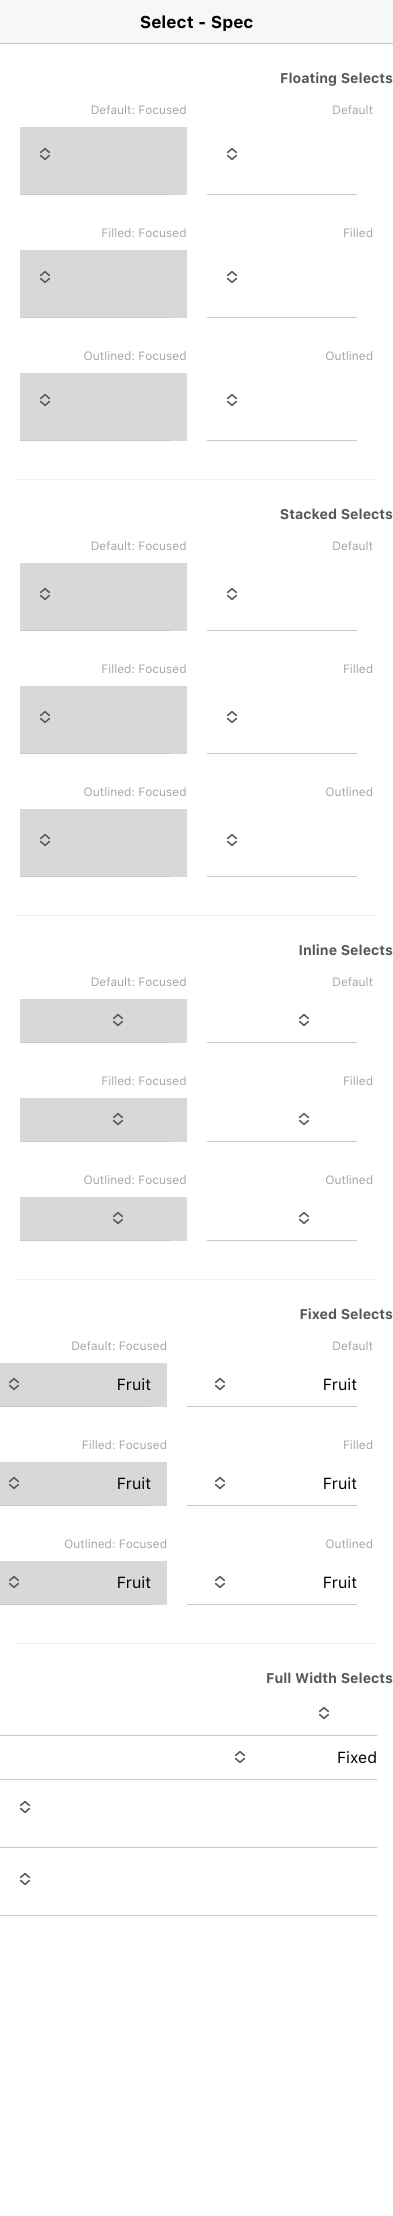 Select - Spec
Floating Selects
Default: Focused
Default
Filled: Focused
Filled
Outlined: Focused
Outlined
Stacked Selects
Default: Focused
Default
Filled: Focused
Filled
Outlined: Focused
Outlined
Inline Selects
Default: Focused
Default
Filled: Focused
Filled
Outlined: Focused
Outlined
Fixed Selects
Default: Focused
Default
Fruit
Fruit
Filled: Focused
Filled
Fruit
Fruit
Outlined: Focused
Outlined
Fruit
Fruit
Full Width Selects
Fixed